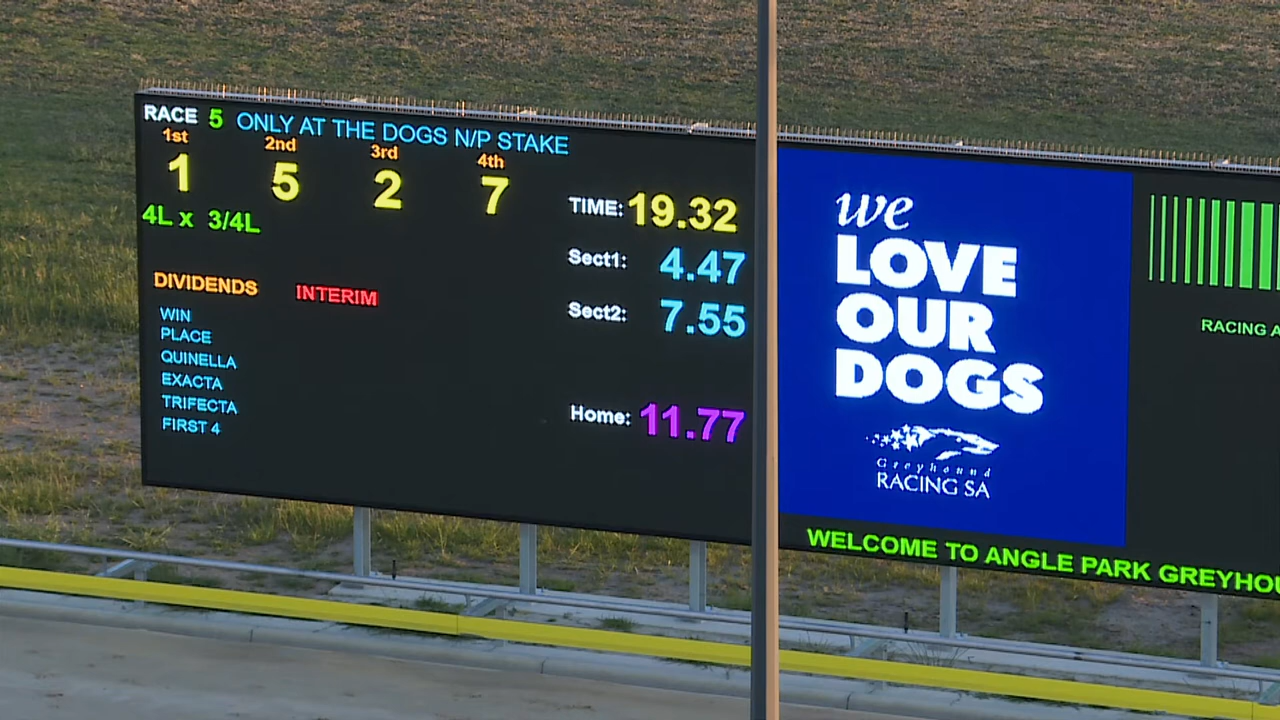 RACE 5 ONLY AT THE DOGS N/P STAKE
1st 2nd 3rd 4th
1 5 2 7
4L x 3/4L
TIME: 19.32
Sect1: 4.47
Sect2: 7.55
Home: 11.77
DIVIDENDS INTERIM
WIN
PLACE
QUINELLA
EXACTA
TRIFECTA
FIRST 4
we
LOVE
OUR
DOGS
Greyhound
RACING SA
RACING
WELCOME TO ANGLE PARK